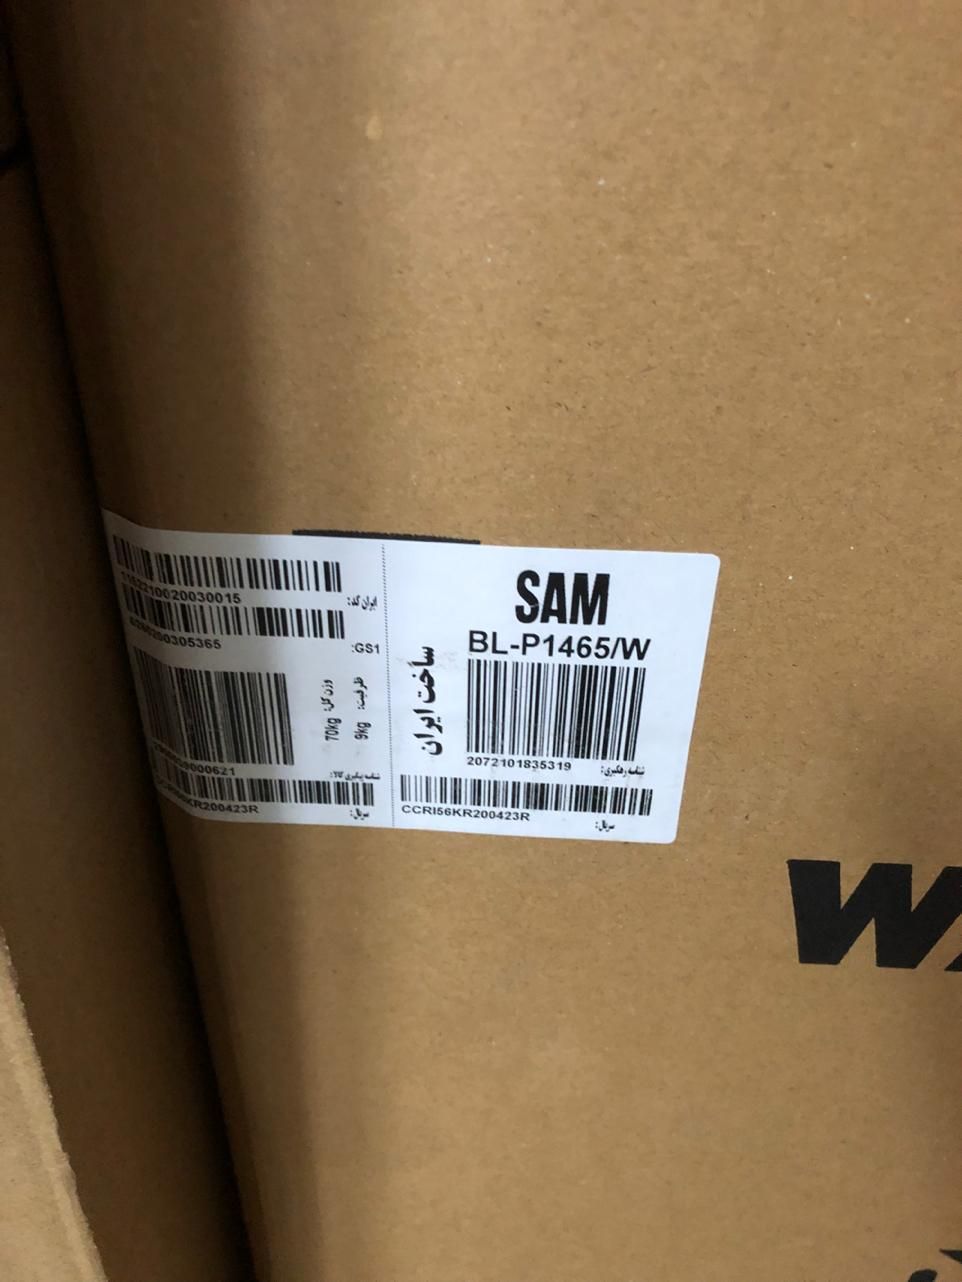 SAM
BL-P1465/W
ساخت ایران
2072101835319
شناسه رهگیری:
CCRI56KR200423R
سریال:
ایران کد:
:GS1
ظرفیت: 9kg
وزن کل: 70kg
شناسه پیگیری کالا:
سریال: